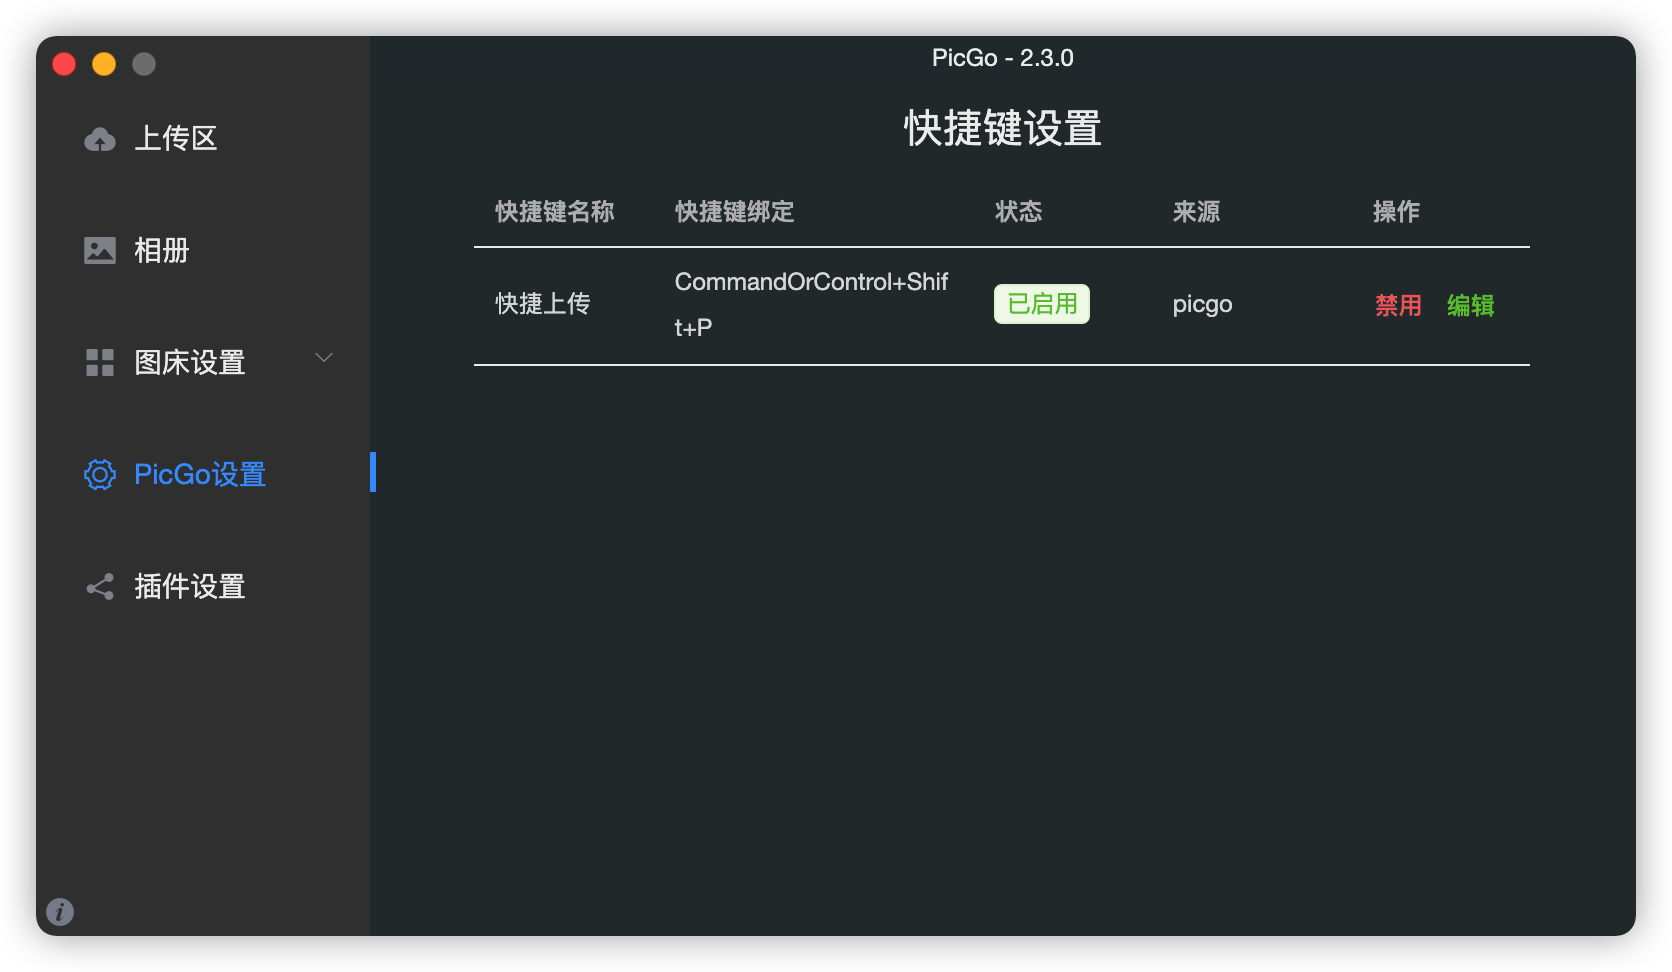 PicGo - 2.3.0
上传区
相册
图床设置
PicGo设置
插件设置
快捷键设置
快捷键名称 快捷键绑定 状态 来源 操作
快捷上传 CommandOrControl+Shif
t+P 已启用 picgo 禁用 编辑
i